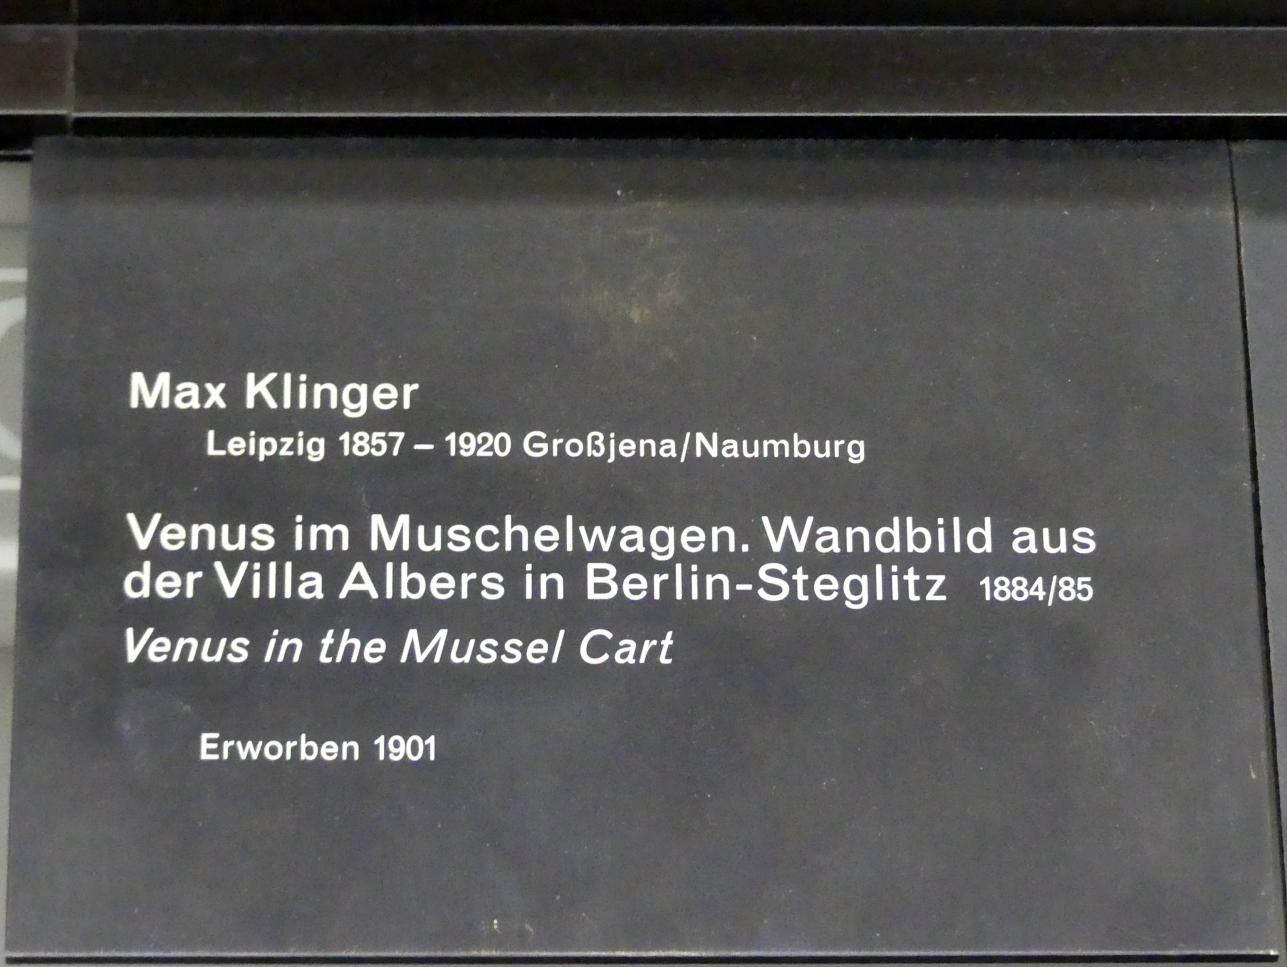 Max Klinger
Leipzig 1857 – 1920 Großjena/Naumburg
Venus im Muschelwagen. Wandbild aus
der Villa Albers in Berlin-Steglitz 1884/85
Venus in the Mussel Cart
Erworben 1901